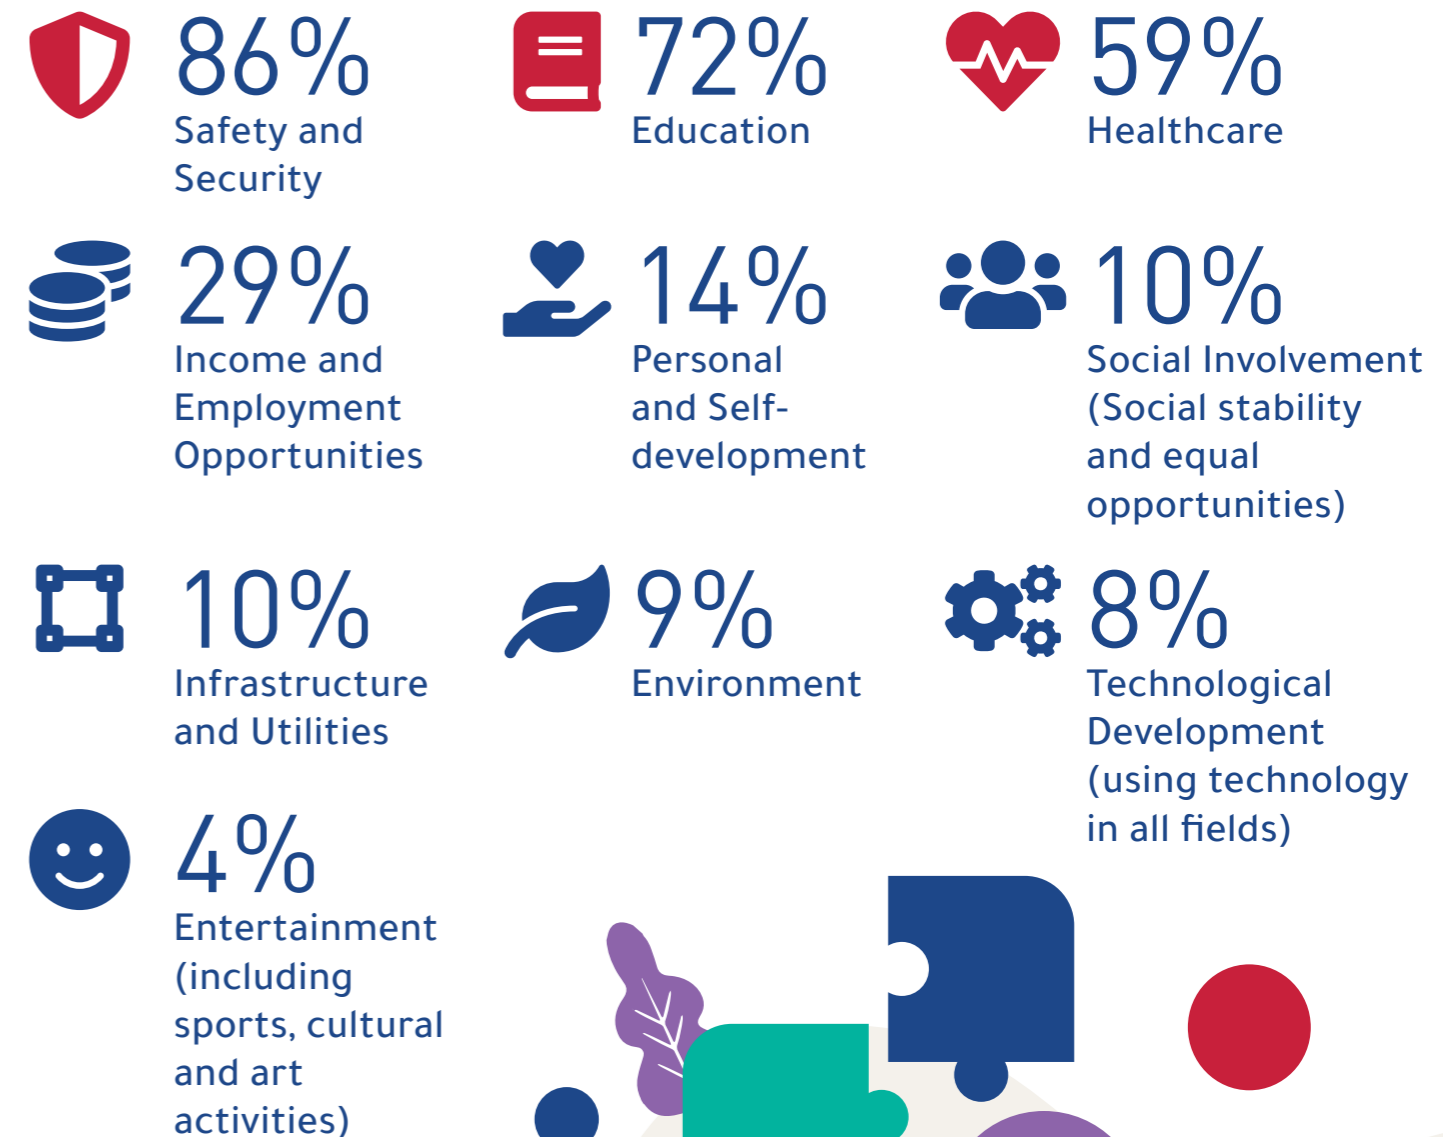 86%
Safety and
Security
72%
Education
59%
Healthcare
29%
Income and
Employment
Opportunities
14%
Personal
and Self-
development
10%
Social Involvement
(Social stability
and equal
opportunities)
10%
Infrastructure
and Utilities
9%
Environment
8%
Technological
Development
(using technology
in all fields)
4%
Entertainment
(including
sports, cultural
and art
activities)